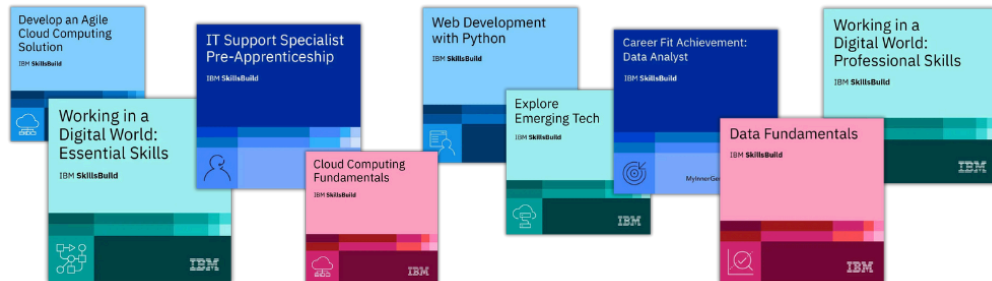 Develop an Agile
Cloud Computing
Solution
IBM SkillsBuild
Working in a
Digital World:
Essential Skills
IBM SkillsBuild
IBM
IT Support Specialist
Pre-Apprenticeship
IBM SkillsBuild
Cloud Computing
Fundamentals
IBM SkillsBuild
IBM
Web Development
with Python
IBM SkillsBuild
Explore
Emerging Tech
IBM SkillsBuild
IBM
Career Fit Achievement:
Data Analyst
IBM SkillsBuild
Data Fundamentals
IBM SkillsBuild
IBM
Working in a
Digital World:
Professional Skills
IBM SkillsBuild
IBM